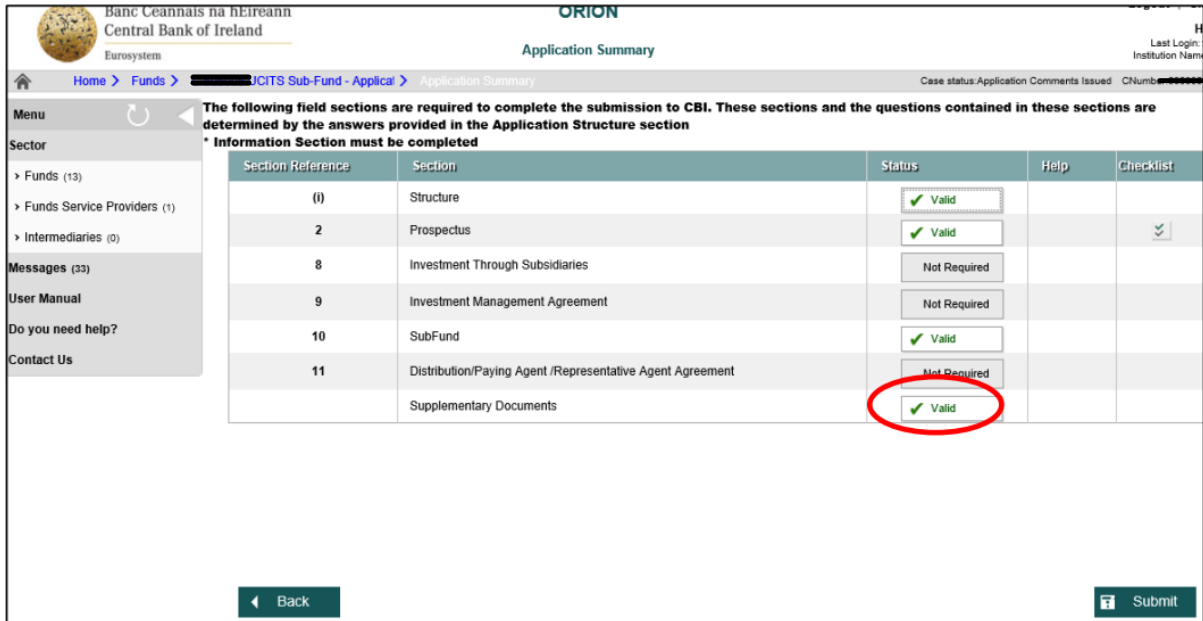 Banc Ceannais na hÉireann
Central Bank of Ireland
Eurosystem
ORION
Application Summary
Last Login:
Institution Name
Home > Funds > UCITS Sub-Fund - Applicat > Application Summary
Case status:Application Comments Issued CNumber
Menu
Sector
> Funds (13)
> Funds Service Providers (1)
> Intermediaries (0)
Messages (33)
User Manual
Do you need help?
Contact Us
The following field sections are required to complete the submission to CBI. These sections and the questions contained in these sections are
determined by the answers provided in the Application Structure section
* Information Section must be completed
Section Reference Section Status Help Checklist
(i) Structure Valid
2 Prospectus Valid
8 Investment Through Subsidiaries Not Required
9 Investment Management Agreement Not Required
10 SubFund Valid
11 Distribution/Paying Agent /Representative Agent Agreement Not Required
Supplementary Documents Valid
Back
Submit